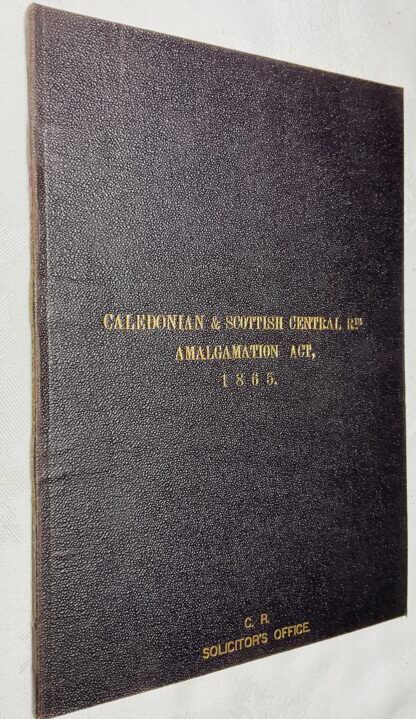 CALEDONIAN & SCOTTISH CENTRAL RYS
AMALGAMATION ACT,
1865.
C. R.
SOLICITOR'S OFFICE.